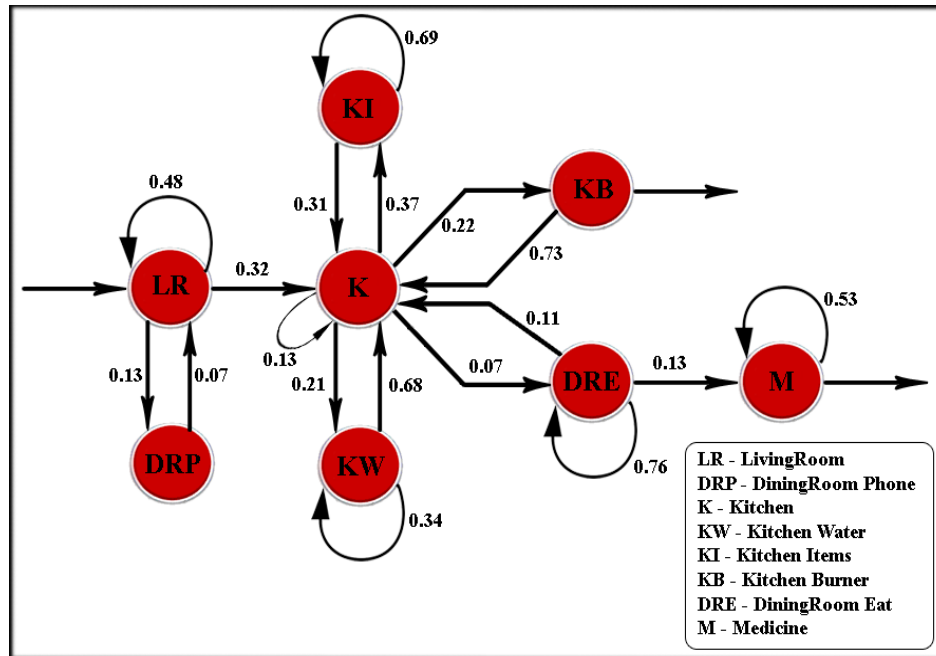 0.69
KI
0.48
0.31
0.37
KB
0.22
0.73
LR
0.32
K
0.11
0.53
0.13
0.13
0.07
0.21
0.68
0.07
DRE
0.13
M
DRP
KW
0.34
0.76
LR - LivingRoom
DRP - DiningRoom Phone
K - Kitchen
KW - Kitchen Water
KI - Kitchen Items
KB - Kitchen Burner
DRE - DiningRoom Eat
M - Medicine